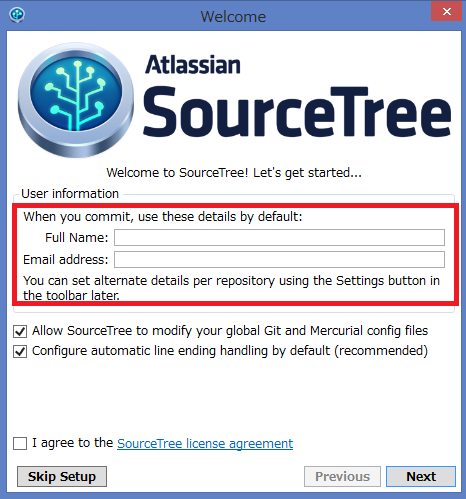 Welcome
Atlassian
SourceTree
Welcome to SourceTree! Let's get started...
User information
When you commit, use these details by default:
Full Name:
Email address:
You can set alternate details per repository using the Settings button in
the toolbar later.
Allow SourceTree to modify your global Git and Mercurial config files
Configure automatic line ending handling by default (recommended)
I agree to the SourceTree license agreement
Skip Setup Previous Next